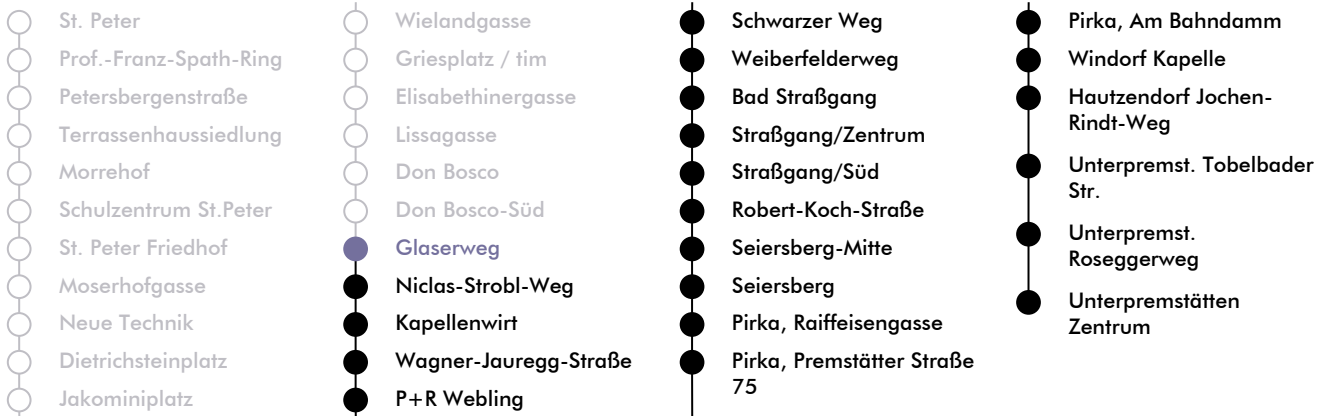 St. Peter
Prof.-Franz-Spath-Ring
Petersbergenstraße
Terrassenhaussiedlung
Morrehof
Schulzentrum St.Peter
St. Peter Friedhof
Moserhofgasse
Neue Technik
Dietrichsteinplatz
Jakominiplatz
Wielandgasse
Griesplatz / tim
Elisabethinergasse
Lissagasse
Don Bosco
Don Bosco-Süd
Glaserweg
Niclas-Strobl-Weg
Kapellenwirt
Wagner-Jauregg-Straße
P+R Webling
Schwarzer Weg
Weiberfelderweg
Bad Straßgang
Straßgang/Zentrum
Straßgang/Süd
Robert-Koch-Straße
Seiersberg-Mitte
Seiersberg
Pirka, Raiffeisengasse
Pirka, Premstätter Straße
75
Pirka, Am Bahndamm
Windorf Kapelle
Hautzendorf Jochen-
Rindt-Weg
Unterpremst. Tobelbader
Str.
Unterpremst.
Roseggerweg
Unterpremstätten
Zentrum